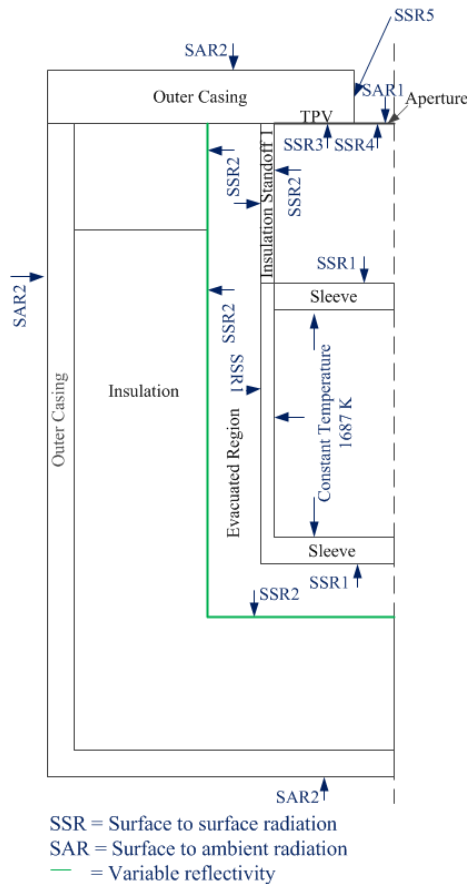 SSR5
SAR2
SAR1
Aperture
Outer Casing
TPV
SSR3
SSR4
SSR2
SSR2
Insulation Standoff 1
SSR1
Sleeve
SAR2
SSR2
SSR1
Insulation
Outer Casing
Evacuated Region
Constant Temperature
1687 K
Sleeve
SSR1
SSR2
SAR2
SSR = Surface to surface radiation
SAR = Surface to ambient radiation
= Variable reflectivity